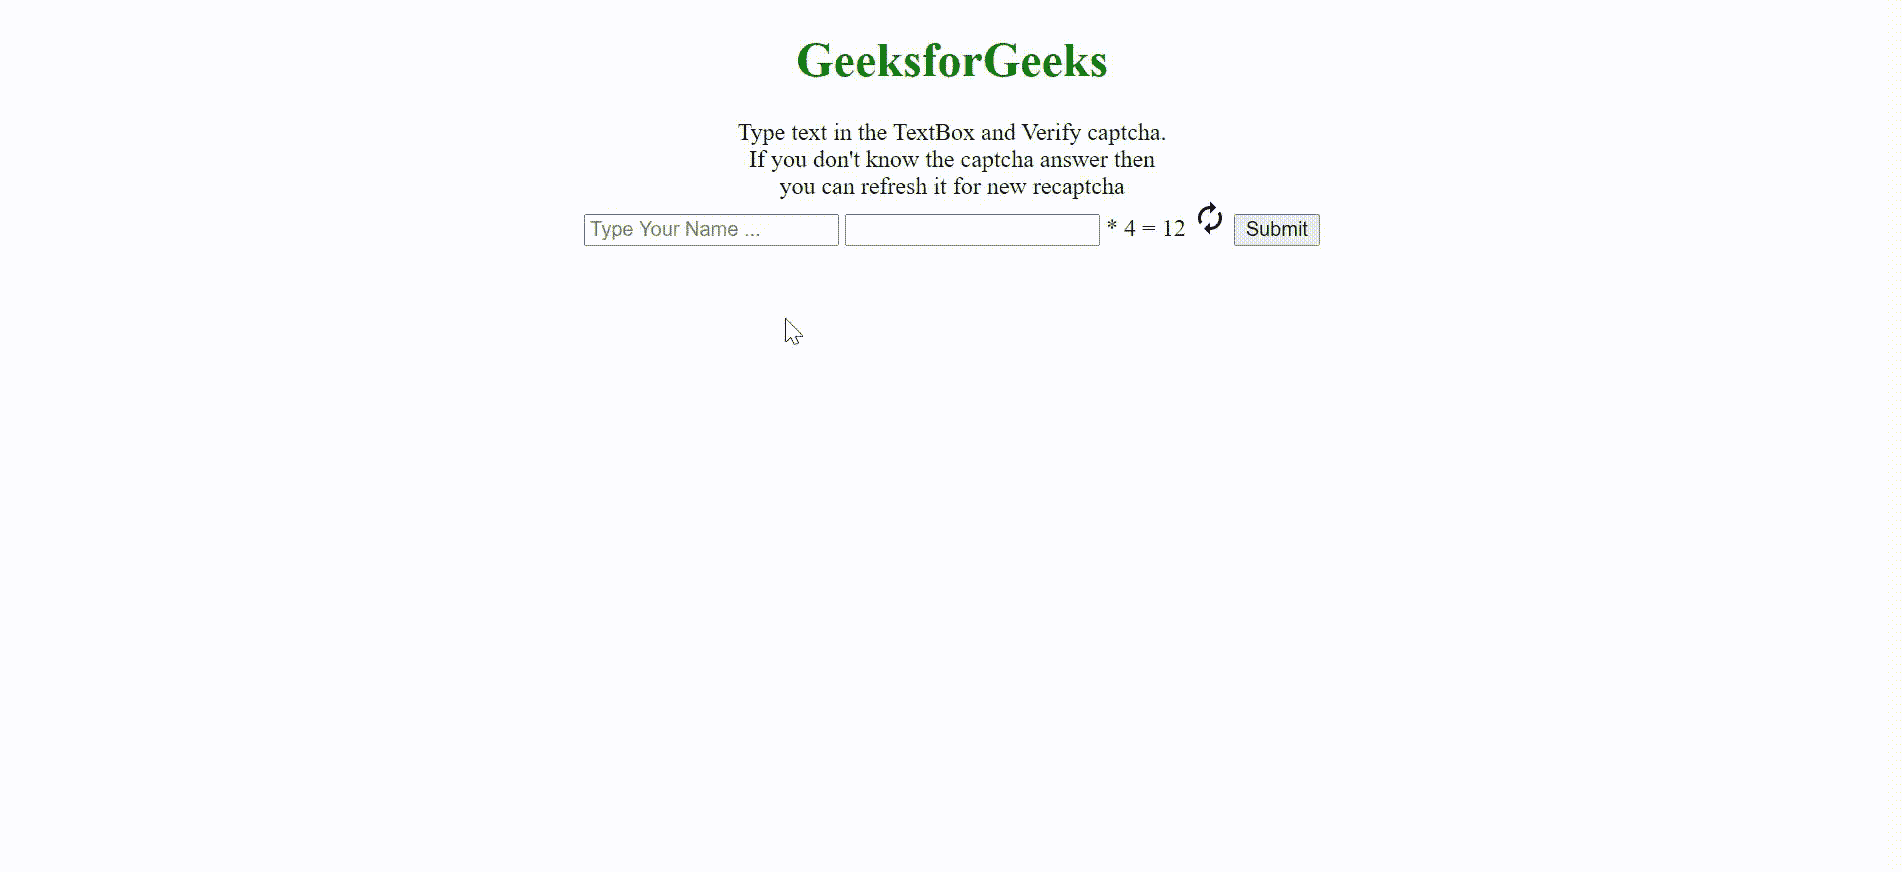 GeeksforGeeks
Type text in the TextBox and Verify captcha.
If you don't know the captcha answer then
you can refresh it for new recaptcha
Type Your Name ... * 4 = 12 Submit